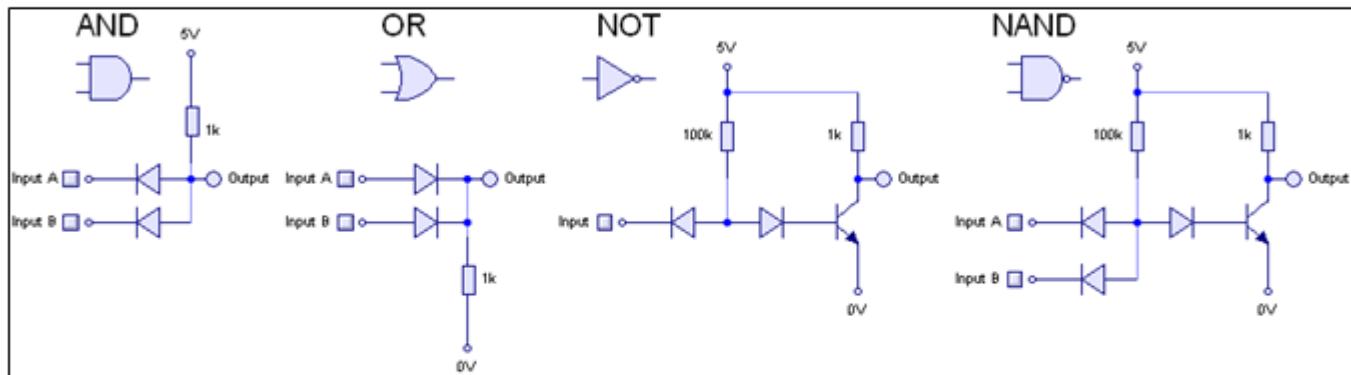 AND
5V
1k
Input A
Output
Input B
OR
Input A
Output
Input B
1k
0V
NOT
5V
100k
1k
Output
Input
0V
NAND
5V
100k
1k
Output
Input A
Input B
0V